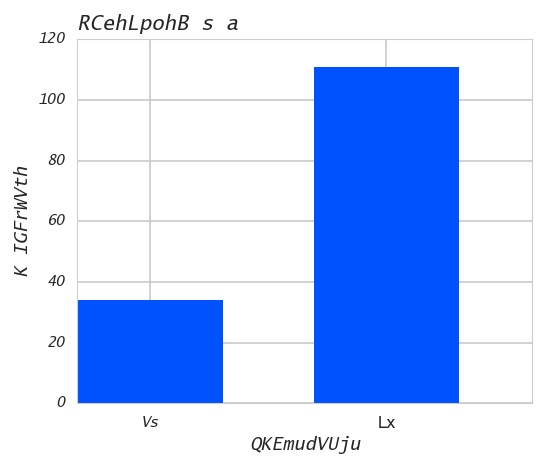 RCehLpohB s a
120
100
80
60
40
20
0
K IGFrWVth
Vs
Lx
QKEmudVUju